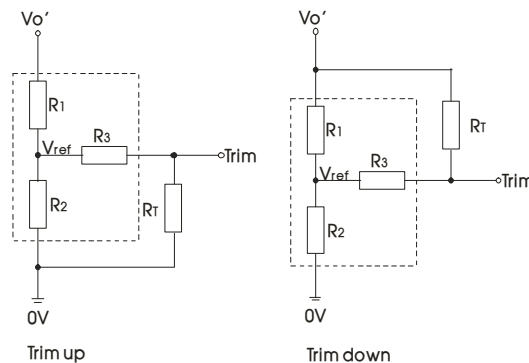 Vo'
R1
Vref
R3
Trim
R2
RT
0V
Trim up
Vo'
R1
RT
Vref
R3
Trim
R2
0V
Trim down